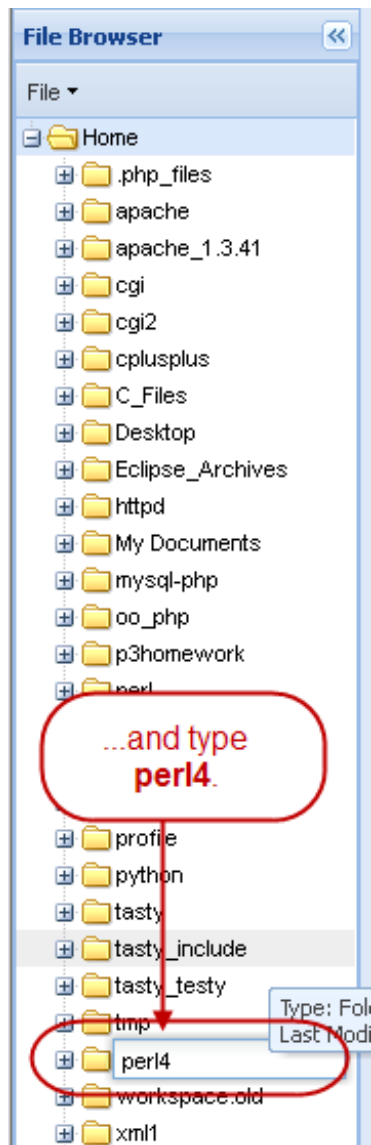 File Browser
File
Home
.php_files
apache
apache_1.3.41
cgi
cgi2
cplusplus
C_Files
Desktop
Eclipse_Archives
httpd
My Documents
mysql-php
oo_php
p3homework
perl
...and type
perl4.
profile
python
tasty
tasty_include
tasty_testy
Type: Fol
tmp
Last Modi
perl4
workspace.old
xml1